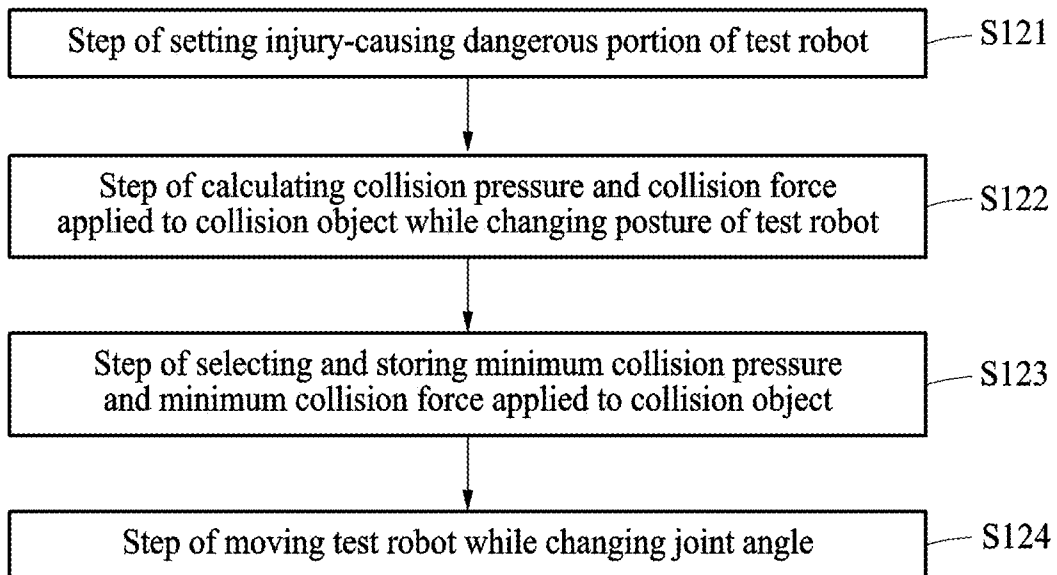 Step of setting injury-causing dangerous portion of test robot
S121
Step of calculating collision pressure and collision force
applied to collision object while changing posture of test robot
S122
Step of selecting and storing minimum collision pressure
and minimum collision force applied to collision object
S123
Step of moving test robot while changing joint angle
S124